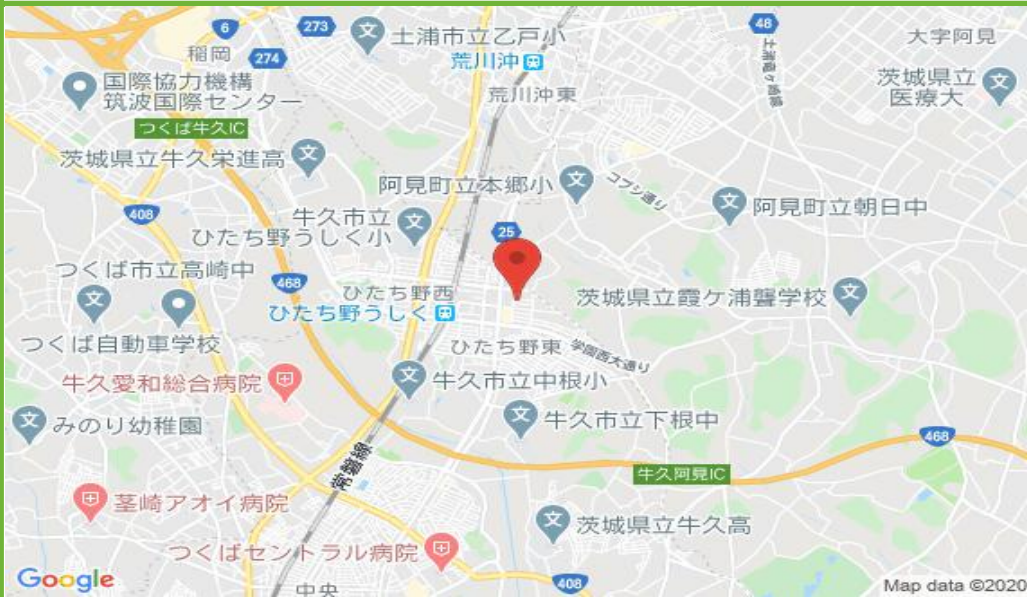 6
273
土浦市立乙戸小
48
大字阿見
稲岡
274
荒川沖
土浦竜ヶ崎線
国際協力機構
筑波国際センター
荒川沖東
茨城県立
医療大
つくば牛久IC
茨城県立牛久栄進高
阿見町立本郷小
コブシ通り
阿見町立朝日中
408
牛久市立
ひたち野うしく小
25
つくば市立高崎中
468
ひたち野西
茨城県立霞ケ浦聾学校
ひたち野うしく
つくば自動車学校
ひたち野東
学園西大通り
牛久愛和総合病院
牛久市立中根小
みのり幼稚園
牛久市立下根中
468
常磐線
牛久阿見IC
茎崎アオイ病院
茨城県立牛久高
つくばセントラル病院
Google
中央
408
Map data ©2020